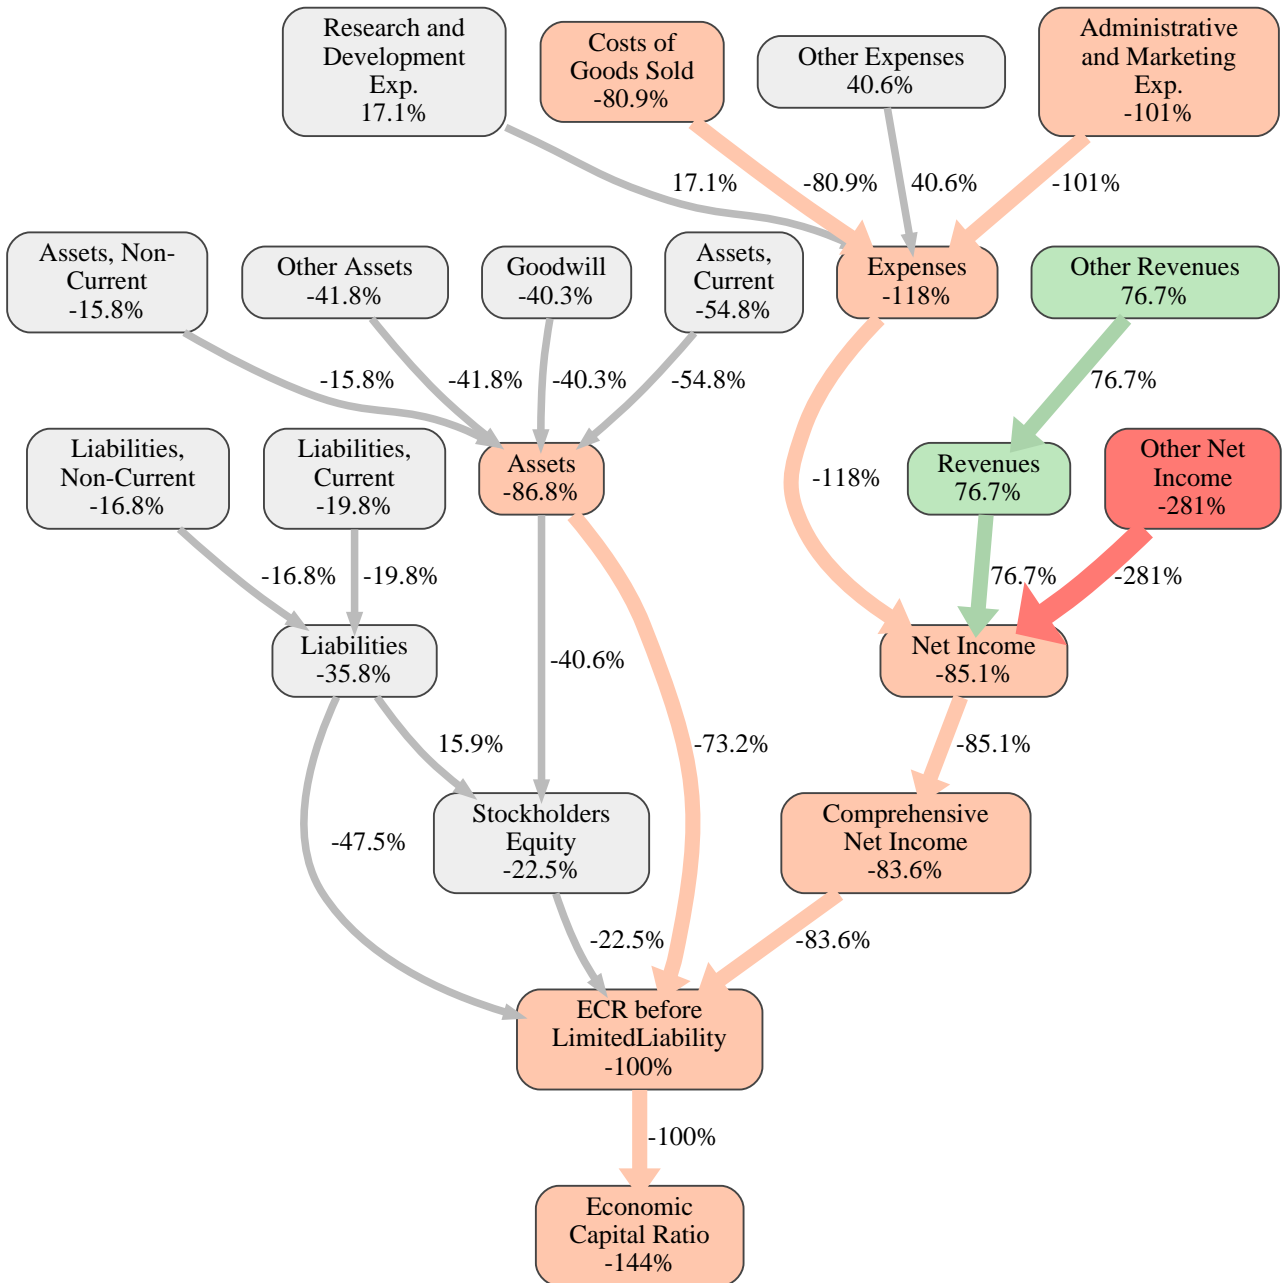 Research and
Development
Exp.
17.1%
Costs of
Goods Sold
-80.9%
Other Expenses
40.6%
Administrative
and Marketing
Exp.
-101%
17.1%
-80.9%
40.6%
-101%
Assets, Non-
Current
-15.8%
Other Assets
-41.8%
Goodwill
-40.3%
Assets,
Current
-54.8%
Expenses
-118%
Other Revenues
76.7%
-15.8%
-41.8%
-40.3%
-54.8%
76.7%
Liabilities,
Non-Current
-16.8%
Liabilities,
Current
-19.8%
Assets
-86.8%
-118%
Revenues
76.7%
Other Net
Income
-281%
-16.8%
-19.8%
76.7%
-281%
Liabilities
-35.8%
-40.6%
Net Income
-85.1%
15.9%
-73.2%
-85.1%
-47.5%
Stockholders
Equity
-22.5%
Comprehensive
Net Income
-83.6%
-22.5%
-83.6%
ECR before
LimitedLiability
-100%
-100%
Economic
Capital Ratio
-144%